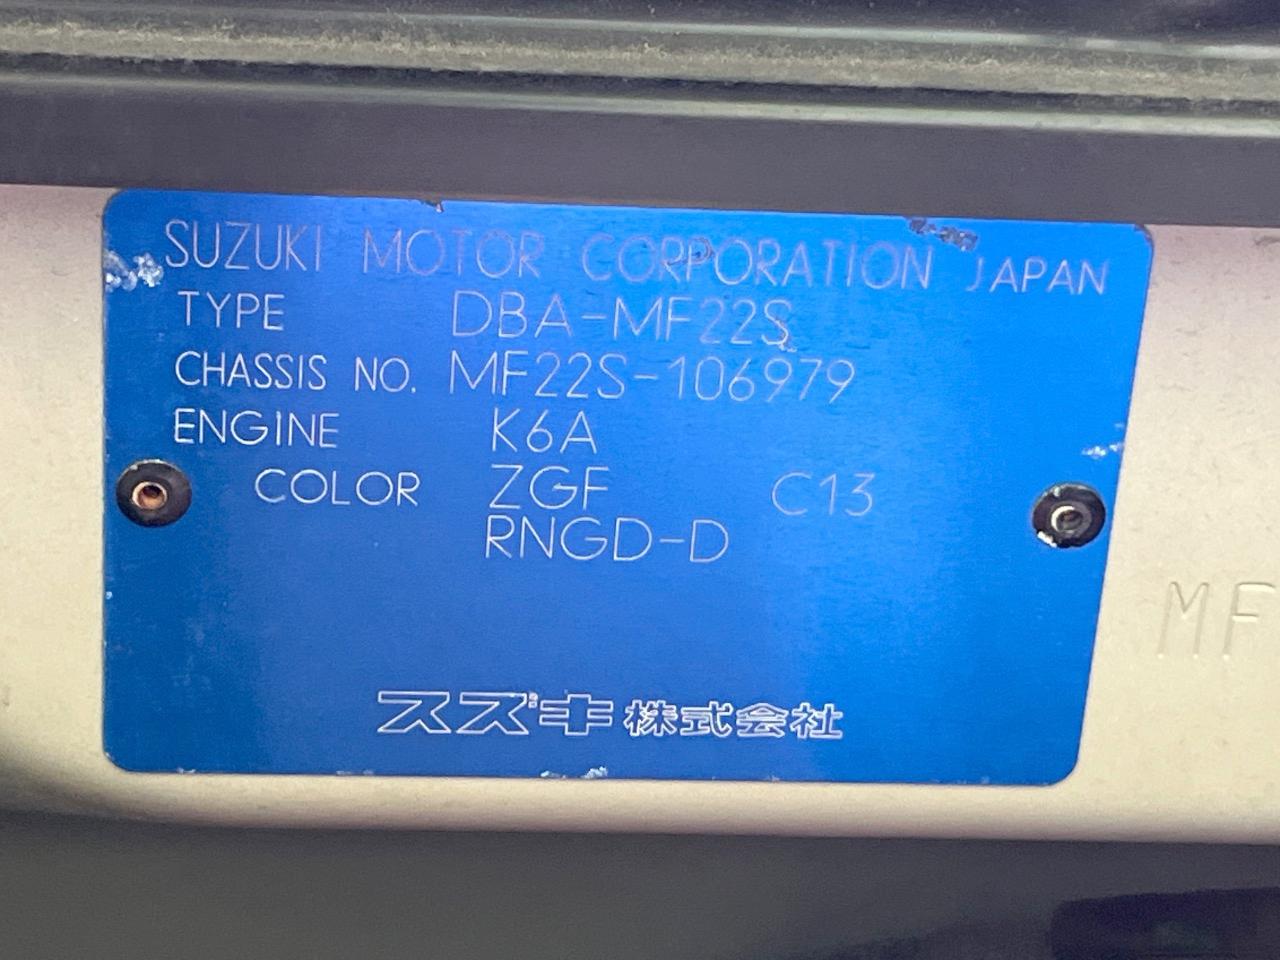 SUZUKI MOTOR CORPORATION JAPAN
TYPE DBA-MF22S
CHASSIS NO. MF22S-106979
ENGINE K6A
COLOR ZGF C13
RNGD-D
スズキ株式会社
MF